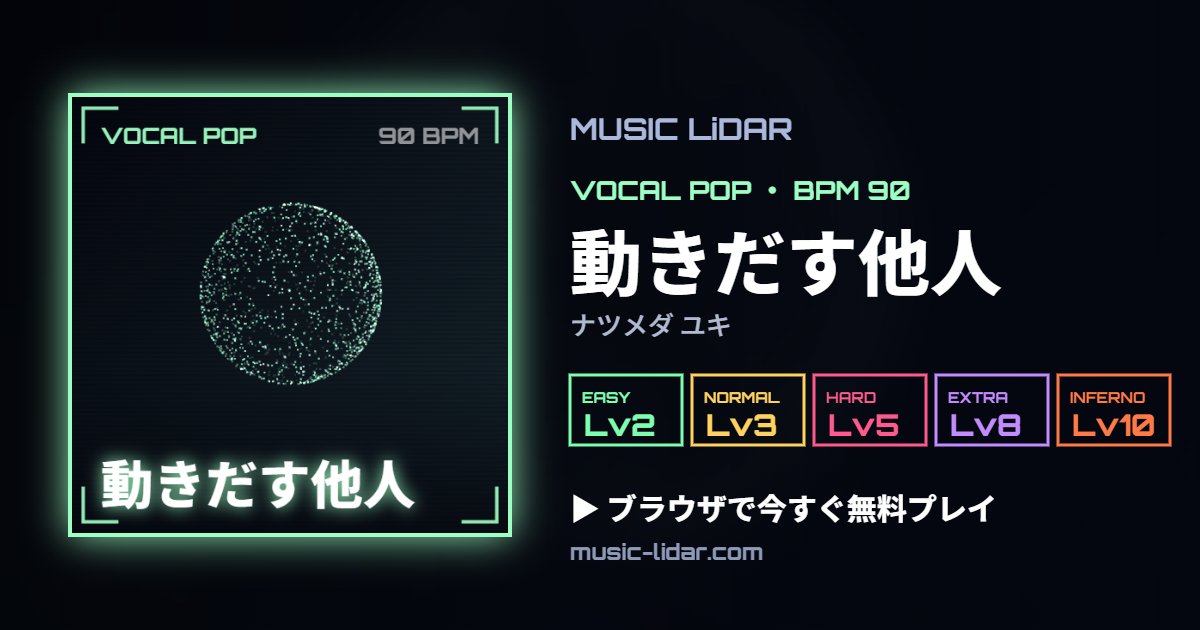 VOCAL POP
90 BPM
動きだす他人
MUSIC LiDAR
VOCAL POP • BPM 90
動きだす他人
ナツメダ ユキ
EASY
Lv2
NORMAL
Lv3
HARD
Lv5
EXTRA
Lv8
INFERNO
Lv10
▶ ブラウザで今すぐ無料プレイ
music-lidar.com